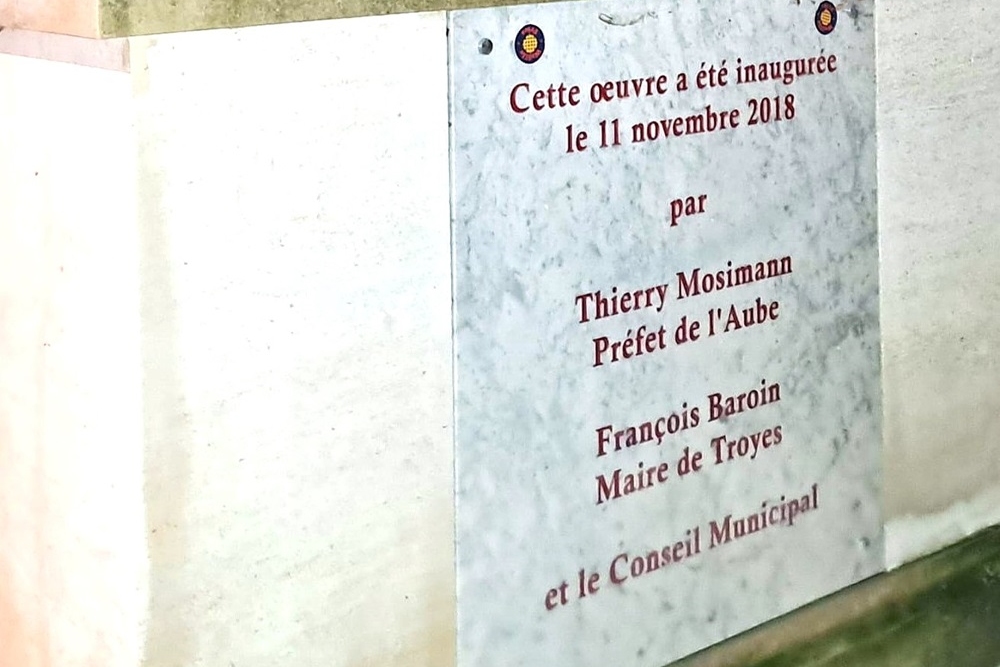 Cette œuvre a été inaugurée
le 11 novembre 2018
par
Thierry Mosimann
Préfet de l'Aube
François Baroin
Maire de Troyes
et le Conseil Municipal